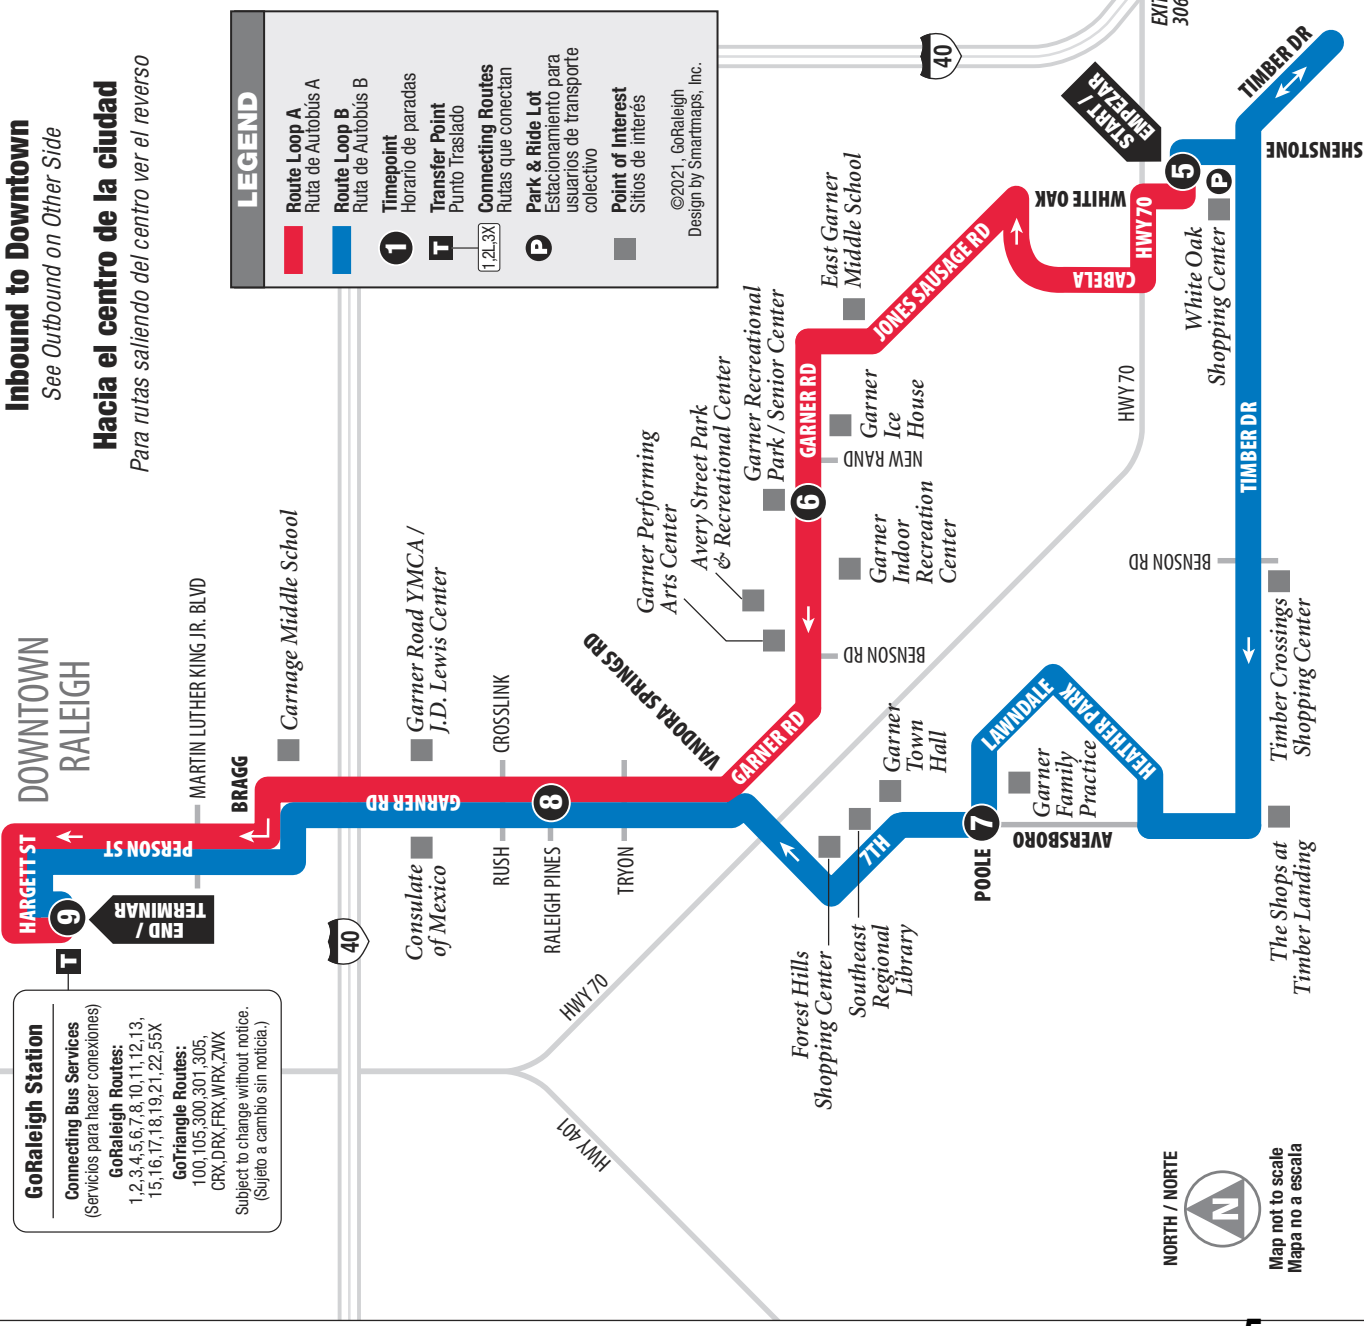 Inbound to Downtown
See Outbound on Other Side
Hacia el centro de la ciudad
Para rutas saliendo del centro ver el reverso
LEGEND
Route Loop A
Ruta de Autobús A
Route Loop B
Ruta de Autobús B
1
Timepoint
Horario de paradas
T
Transfer Point
Punto Traslado
1,2L,3X
Connecting Routes
Rutas que conectan
P
Park & Ride Lot
Estacionamiento para
usuarios de transporte
colectivo
Point of Interest
Sitios de interés
©2021, GoRaleigh
Design by Smartmaps, Inc.
DOWNTOWN
RALEIGH
GoRaleigh Station
Connecting Bus Services
(Servicios para hacer conexiones)
GoRaleigh Routes:
1,2,3,4,5,6,7,8,10,11,12,13,
15,16,17,18,19,21,22,55X
GoTriangle Routes:
100,105,300,301,305,
CRX,DRX,FRX,WRX,ZWX
Subject to change without notice.
(Sujeto a cambio sin noticia.)
T
9
END /
TERMINAR
HARGETT ST
PERSON ST
MARTIN LUTHER KING JR. BLVD
BRAGG
Carnage Middle School
40
GARNER RD
Garner Road YMCA /
J.D. Lewis Center
Consulate
of Mexico
RUSH
CROSSLINK
8
RALEIGH PINES
TRYON
VANDORA SPRINGS RD
GARNER RD
HWY 70
HWY 401
Garner Performing
Arts Center
Avery Street Park
& Recreational Center
Garner Recreational
Park / Senior Center
6
GARNER RD
BENSON RD
NEW RAND
Garner
Indoor
Recreation
Center
Garner
Ice
House
East Garner
Middle School
JONES SAUSAGE RD
WHITE OAK
CABELA
HWY 70
HWY 70
40
EXIT
306
START /
EMPEZAR
5
P
White Oak
Shopping Center
SHENSTONE
TIMBER DR
TIMBER DR
BENSON RD
Timber Crossings
Shopping Center
The Shops at
Timber Landing
HEATHER PARK
LAWNDALE
Garner
Family
Practice
AVERSBORO
7
POOLE
7TH
Garner
Town
Hall
Southeast
Regional
Library
Forest Hills
Shopping Center
NORTH / NORTE
N
Map not to scale
Mapa no a escala